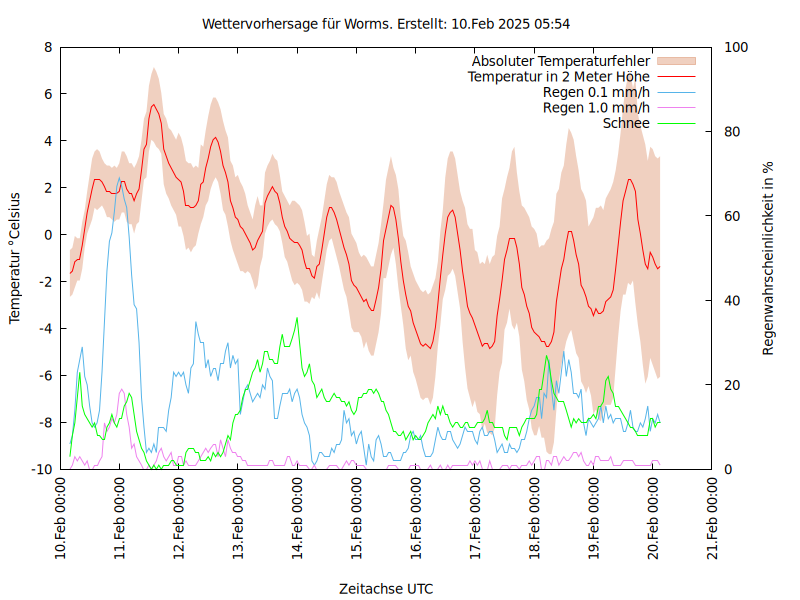 Wettervorhersage für Worms. Erstellt: 10.Feb 2025 05:54
Absoluter Temperaturfehler
Temperatur in 2 Meter Höhe
Regen 0.1 mm/h
Regen 1.0 mm/h
Schnee
Temperatur °Celsius
8
6
4
2
0
-2
-4
-6
-8
-10
Regenwahrscheinlichkeit in %
100
80
60
40
20
0
10.Feb 00:00
11.Feb 00:00
12.Feb 00:00
13.Feb 00:00
14.Feb 00:00
15.Feb 00:00
16.Feb 00:00
17.Feb 00:00
18.Feb 00:00
19.Feb 00:00
20.Feb 00:00
21.Feb 00:00
Zeitachse UTC